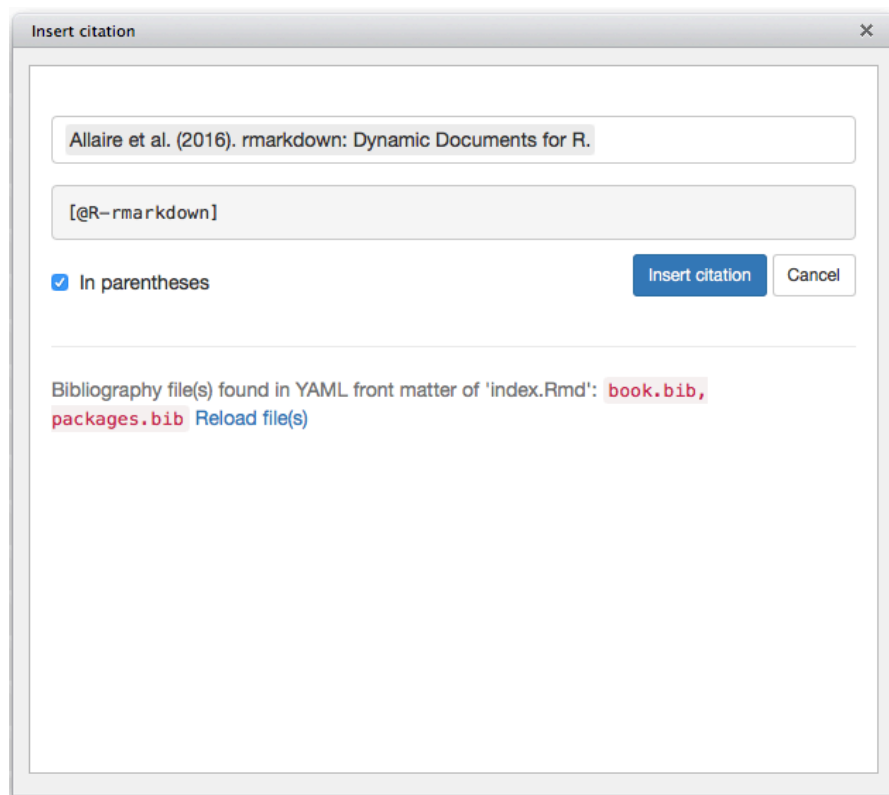 Insert citation ×
Allaire et al. (2016). rmarkdown: Dynamic Documents for R.
[@R-rmarkdown]
In parentheses Insert citation Cancel
Bibliography file(s) found in YAML front matter of 'index.Rmd': book.bib,
packages.bib Reload file(s)